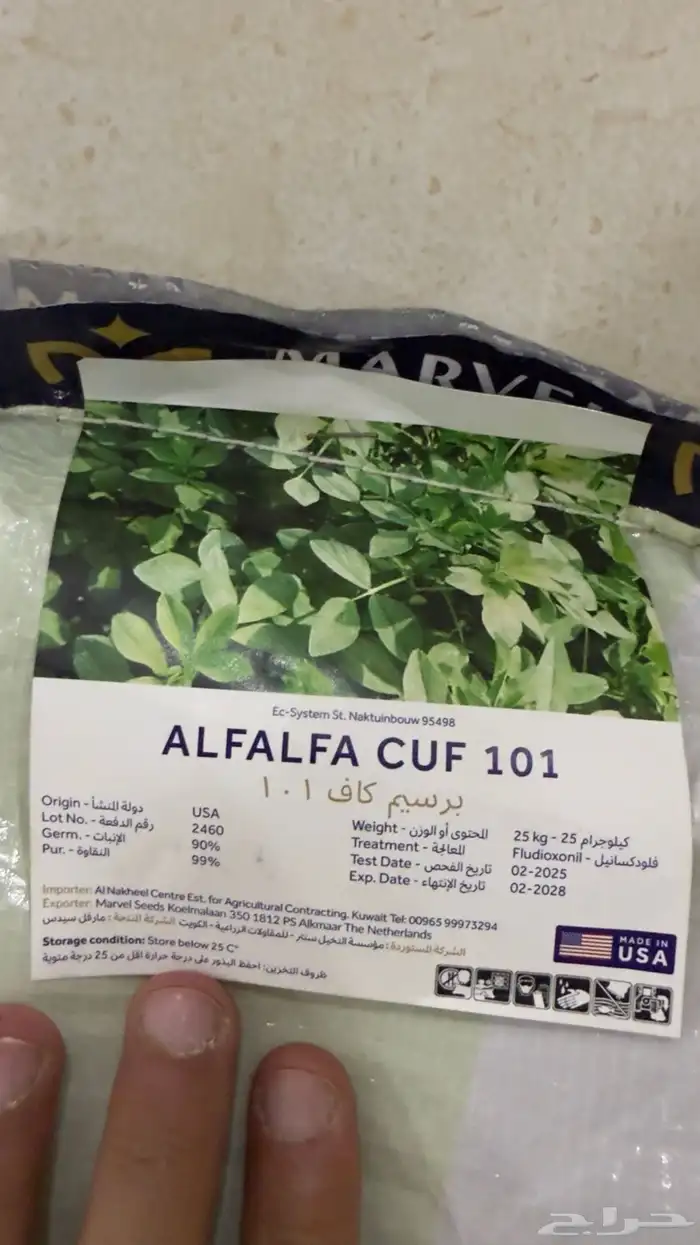 MARVEL
Ec-System St. Naktuinbouw 95498
ALFALFA CUF 101
برسيم كاف ١٠١
Origin - دولة المنشأ USA
Lot No. - رقم الدفعة 2460
Germ. - الإنبات 90%
Pur. - النقاوة 99%
Weight - المحتوى أو الوزن 25 kg - 25 كيلوجرام
Treatment - المعالجة Fludioxonil - فلودكسانيل
Test Date - تاريخ الفحص 02-2025
Exp. Date - تاريخ الإنتهاء 02-2028
Importer: Al Nakheel Centre Est. for Agricultural Contracting. Kuwait Tel: 00965 99973294
Exporter: Marvel Seeds Koelmalaan 350 1812 PS Alkmaar The Netherlands
الشركة المستوردة: مؤسسة النخيل سنتر - للمقاولات الزراعية - الكويت الشركة المنتجة: مارفل سيدس
Storage condition: Store below 25 C°
ظروف التخزين: احفظ البذور على درجة حرارة اقل من 25 درجة مئوية
MADE IN
USA
حراج